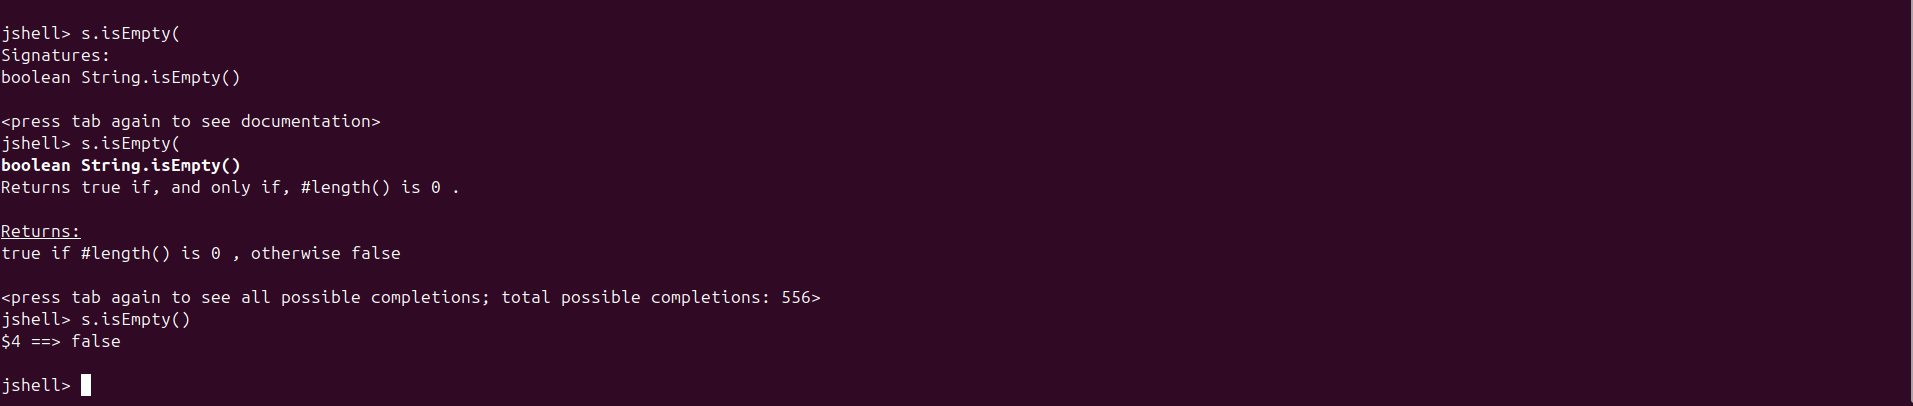 jshell> s.isEmpty(
Signatures:
boolean String.isEmpty()
<press tab again to see documentation>
jshell> s.isEmpty(
boolean String.isEmpty()
Returns true if, and only if, #length() is 0 .
Returns:
true if #length() is 0 , otherwise false
<press tab again to see all possible completions; total possible completions: 556>
jshell> s.isEmpty()
$4 ==> false
jshell>